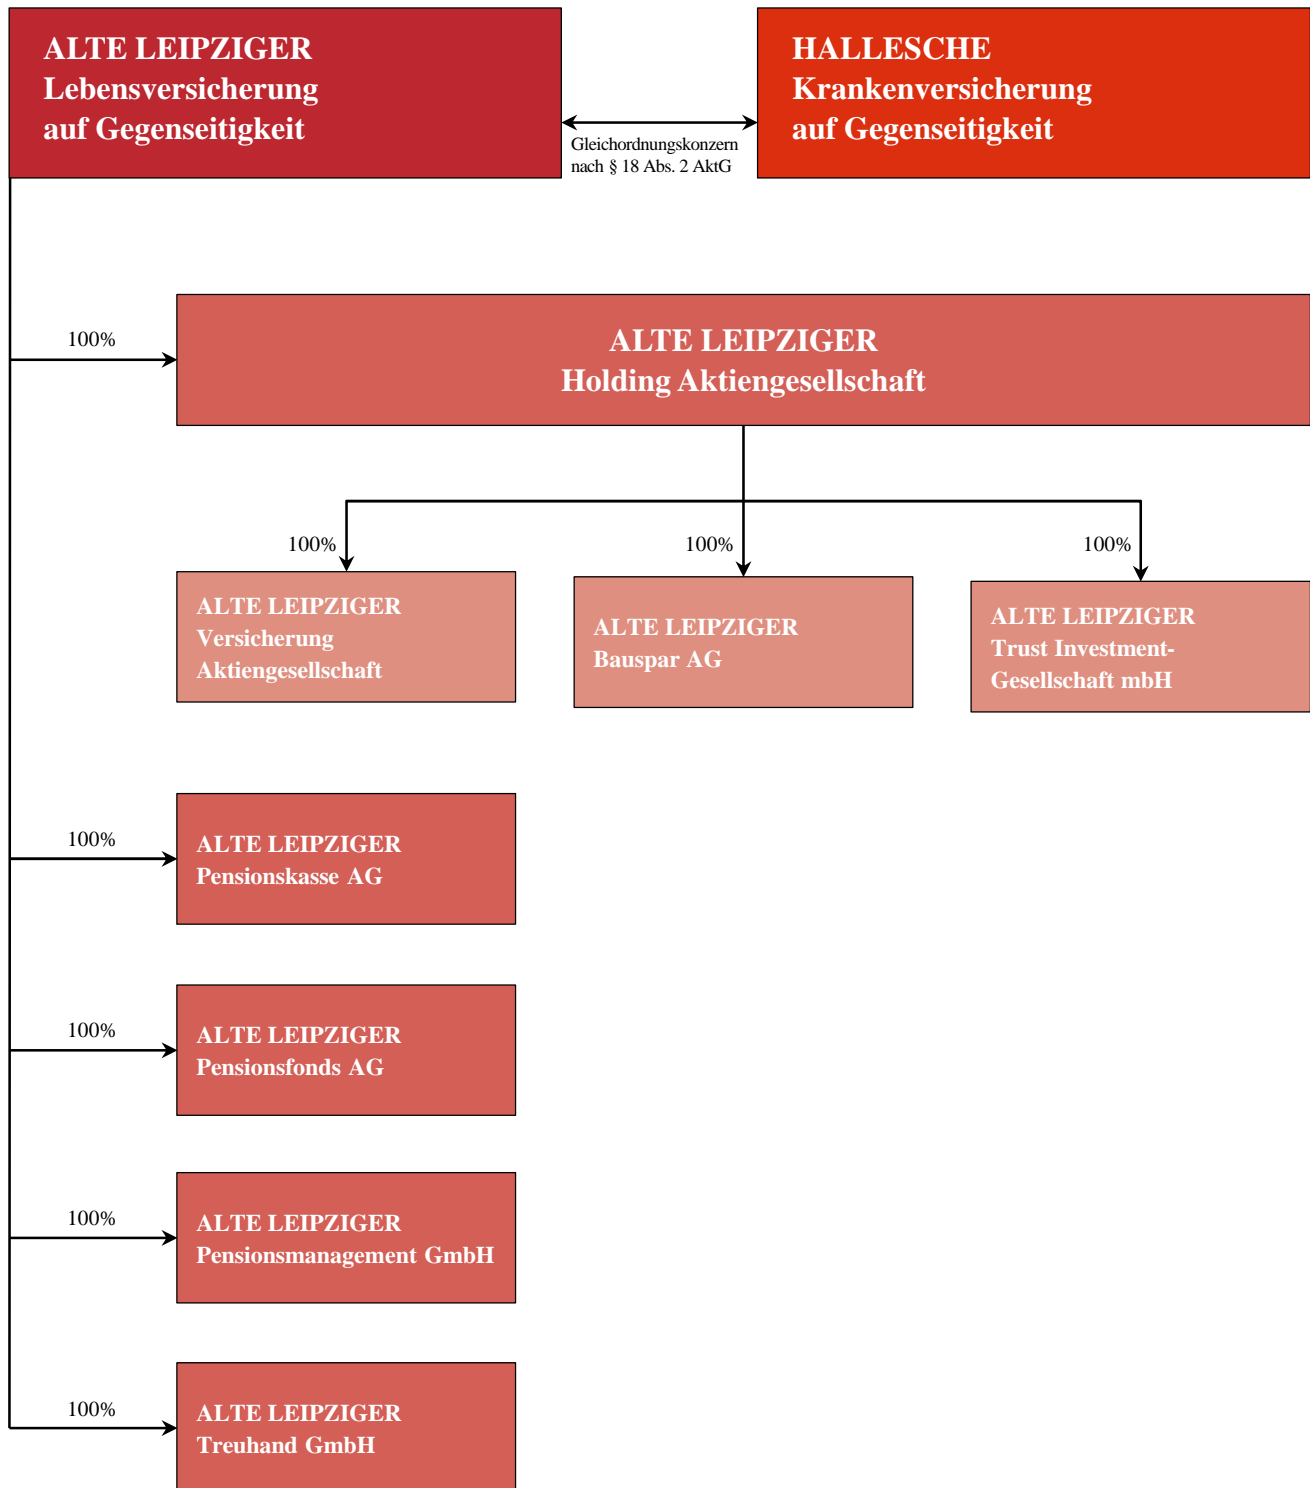 ALTE LEIPZIGER
Lebensversicherung
auf Gegenseitigkeit
Gleichordnungskonzern
nach § 18 Abs. 2 AktG
HALLESCHE
Krankenversicherung
auf Gegenseitigkeit
100%
ALTE LEIPZIGER
Holding Aktiengesellschaft
100%
ALTE LEIPZIGER
Versicherung
Aktiengesellschaft
100%
ALTE LEIPZIGER
Bauspar AG
100%
ALTE LEIPZIGER
Trust Investment-
Gesellschaft mbH
100%
ALTE LEIPZIGER
Pensionskasse AG
100%
ALTE LEIPZIGER
Pensionsfonds AG
100%
ALTE LEIPZIGER
Pensionsmanagement GmbH
100%
ALTE LEIPZIGER
Treuhand GmbH